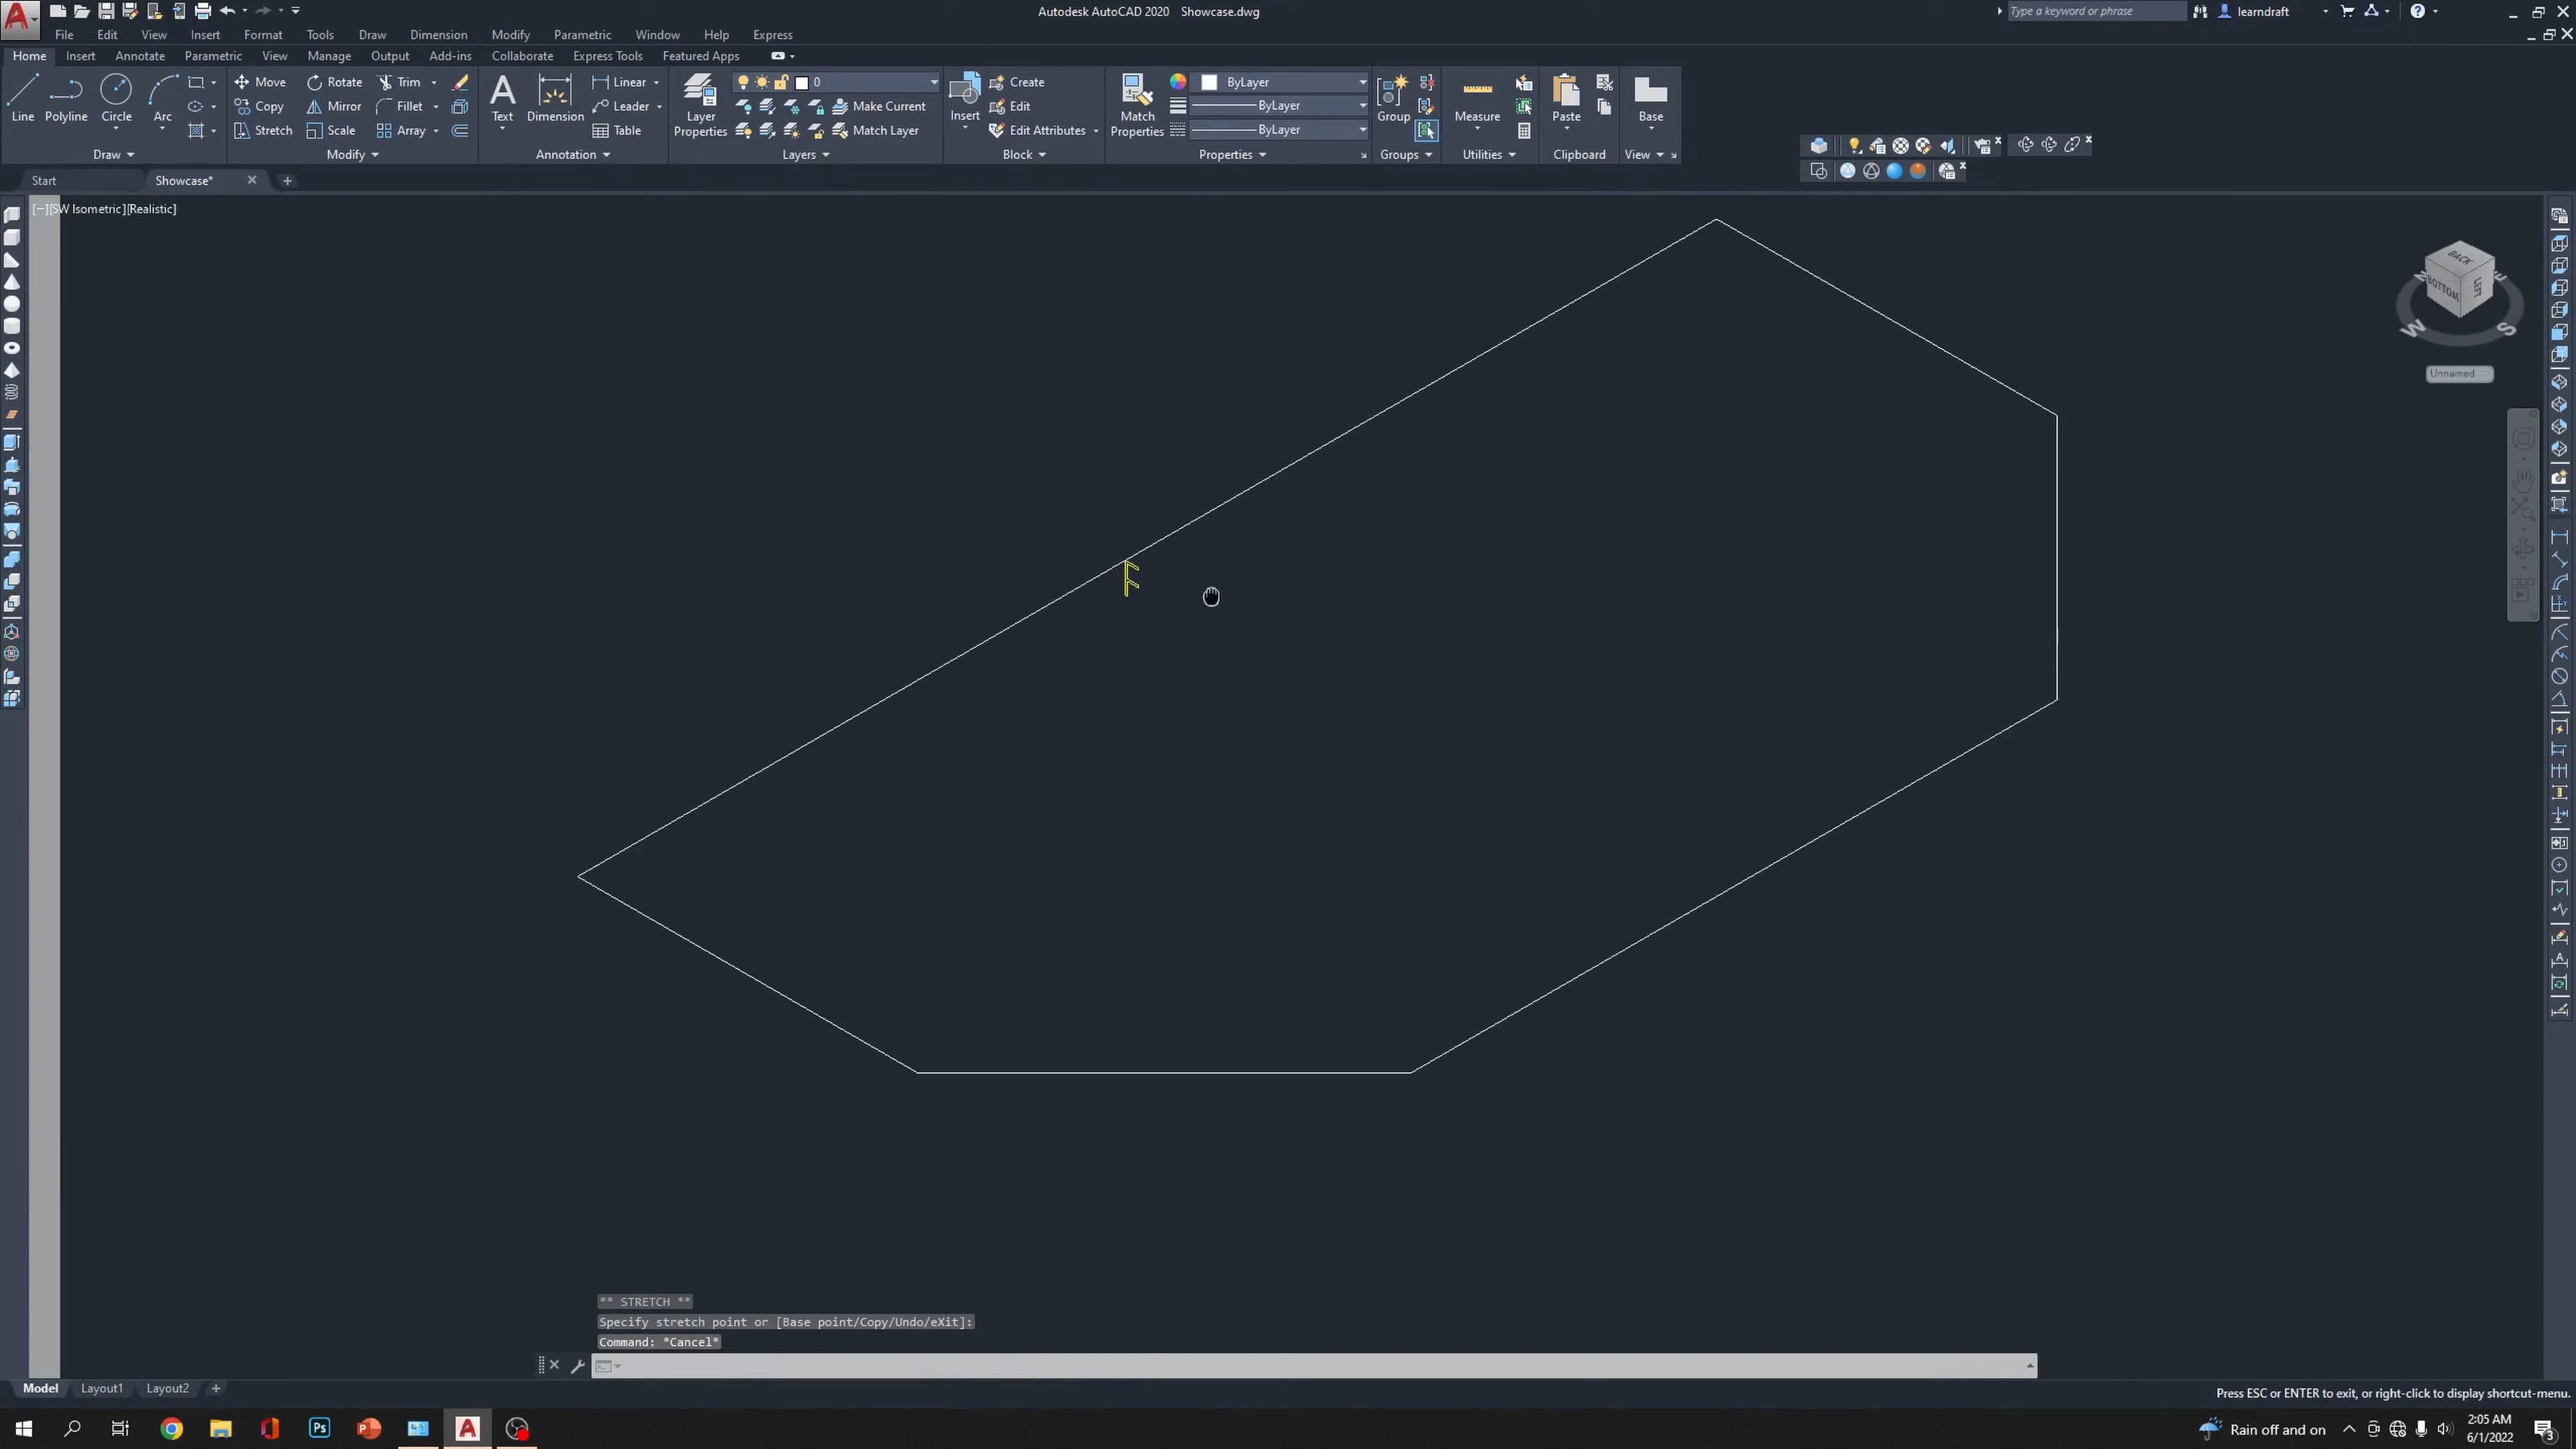 Autodesk AutoCAD 2020 Showcase.dwg
Type a keyword or phrase
learndraft
File Edit View Insert Format Tools Draw Dimension Modify Parametric Window Help Express
Home Insert Annotate Parametric View Manage Output Add-ins Collaborate Express Tools Featured Apps
Line Polyline Circle Arc
Move Rotate Trim
Copy Mirror Fillet
Stretch Scale Array
Text Dimension
Linear
Leader
Table
Layer Properties
0
Make Current
Match Layer
Insert
Create
Edit
Edit Attributes
Match Properties
ByLayer
ByLayer
ByLayer
Group
Measure
Paste
Base
Draw Modify Annotation Layers Block Properties Groups Utilities Clipboard View
Start Showcase*
[−][SW Isometric][Realistic]
BACK
BOTTOM LEFT
W S
Unnamed
F
** STRETCH **
Specify stretch point or [Base point/Copy/Undo/eXit]:
Command: *Cancel*
Model Layout1 Layout2
Press ESC or ENTER to exit, or right-click to display shortcut-menu.
Rain off and on
2:05 AM
6/1/2022
3